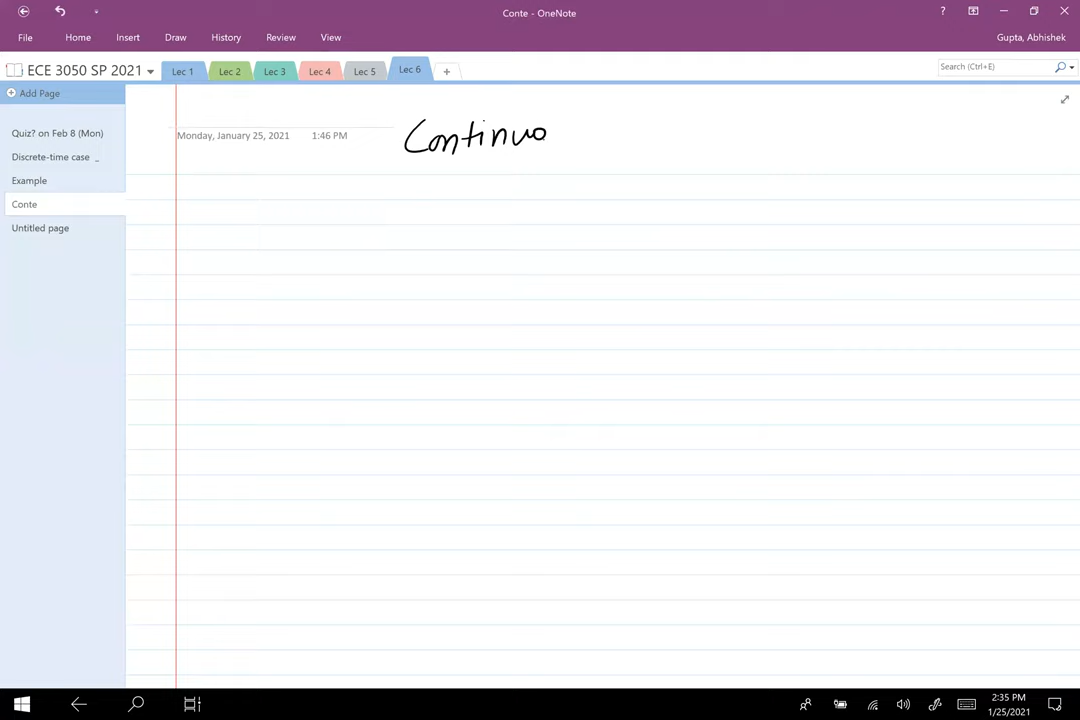 Conte - OneNote
?
File Home Insert Draw History Review View
Gupta, Abhishek
ECE 3050 SP 2021
Lec 1 Lec 2 Lec 3 Lec 4 Lec 5 Lec 6 +
Search (Ctrl+E)
Add Page
Quiz? on Feb 8 (Mon)
Discrete-time case _
Example
Conte
Untitled page
Monday, January 25, 2021 1:46 PM
Continuo
2:35 PM
1/25/2021